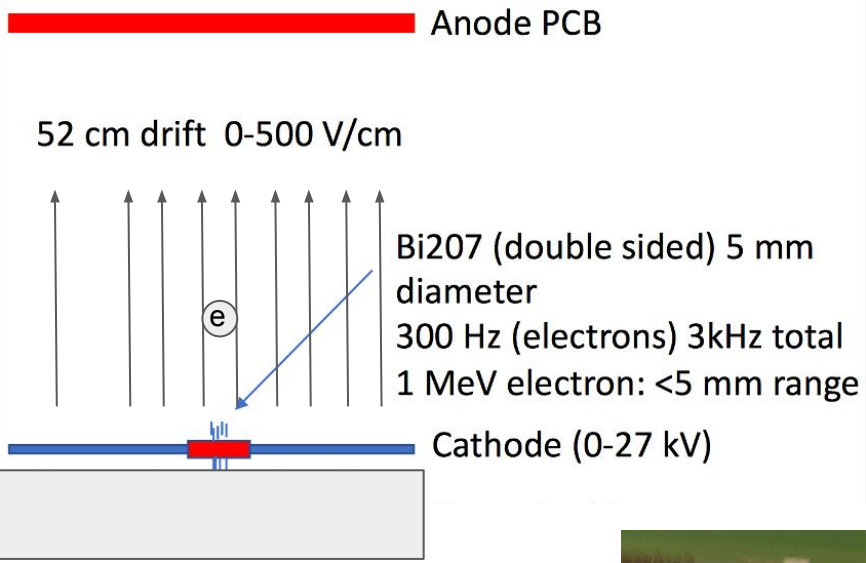 Anode PCB
52 cm drift 0-500 V/cm
Bi207 (double sided) 5 mm
diameter
e
300 Hz (electrons) 3kHz total
1 MeV electron: <5 mm range
Cathode (0-27 kV)